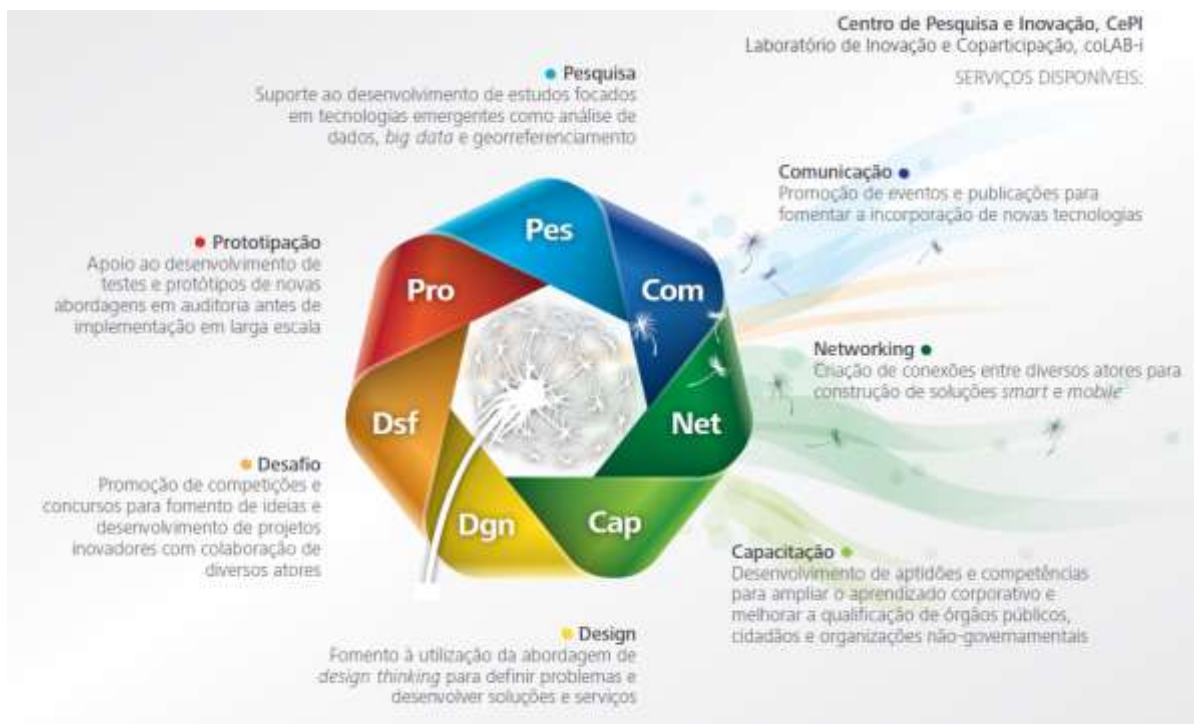 Centro de Pesquisa e Inovação, CePI
Laboratório de Inovação e Coparticipação, coLAB-i
SERVIÇOS DISPONÍVEIS:
Pesquisa
Suporte ao desenvolvimento de estudos focados
em tecnologias emergentes como análise de
dados, big data e georreferenciamento
Comunicação
Promoção de eventos e publicações para
fomentar a incorporação de novas tecnologias
Prototipação
Apoio ao desenvolvimento de
testes e protótipos de novas
abordagens em auditoria antes de
implementação em larga escala
Pes
Pro
Com
Dsf
Net
Dgn
Cap
Networking
Criação de conexões entre diversos atores para
construção de soluções smart e mobile
Desafio
Promoção de competições e
concursos para fomento de ideias e
desenvolvimento de projetos
inovadores com colaboração de
diversos atores
Capacitação
Desenvolvimento de aptidões e competências
para ampliar o aprendizado corporativo e
melhorar a qualificação de órgãos públicos,
cidadãos e organizações não-governamentais
Design
Fomento à utilização da abordagem de
design thinking para definir problemas e
desenvolver soluções e serviços